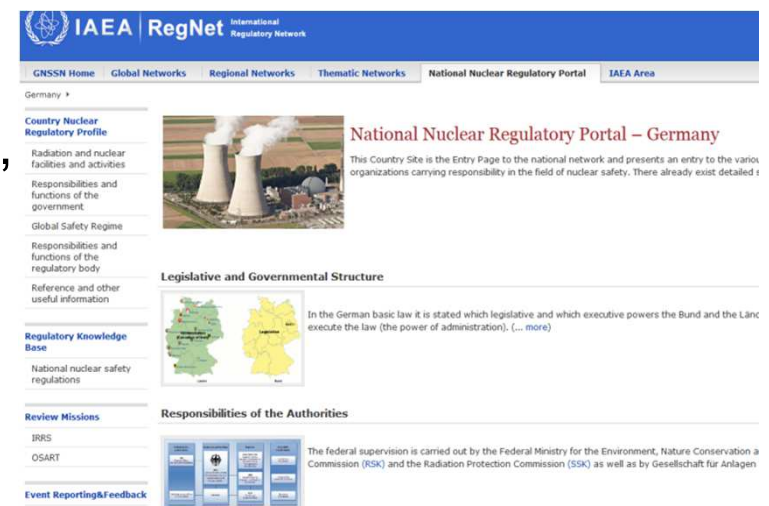 IAEA RegNet International
Regulatory Network
GNSSN Home Global Networks Regional Networks Thematic Networks National Nuclear Regulatory Portal IAEA Area
Germany
Country Nuclear
Regulatory Profile
Radiation and nuclear
facilities and activities
Responsibilities and
functions of the
government
Global Safety Regime
Responsibilities and
functions of the
regulatory body
Reference and other
useful information
Regulatory Knowledge
Base
National nuclear safety
regulations
Review Missions
IRRS
OSART
Event Reporting&Feedback
,
National Nuclear Regulatory Portal – Germany
This Country Site is the Entry Page to the national network and presents an entry to the variou
organizations carrying responsibility in the field of nuclear safety. There already exist detailed s
Legislative and Governmental Structure
In the German basic law it is stated which legislative and which executive powers the Bund and the Länd
execute the law (the power of administration). (... more)
Responsibilities of the Authorities
The federal supervision is carried out by the Federal Ministry for the Environment, Nature Conservation a
Commission (RSK) and the Radiation Protection Commission (SSK) as well as by Gesellschaft für Anlagen